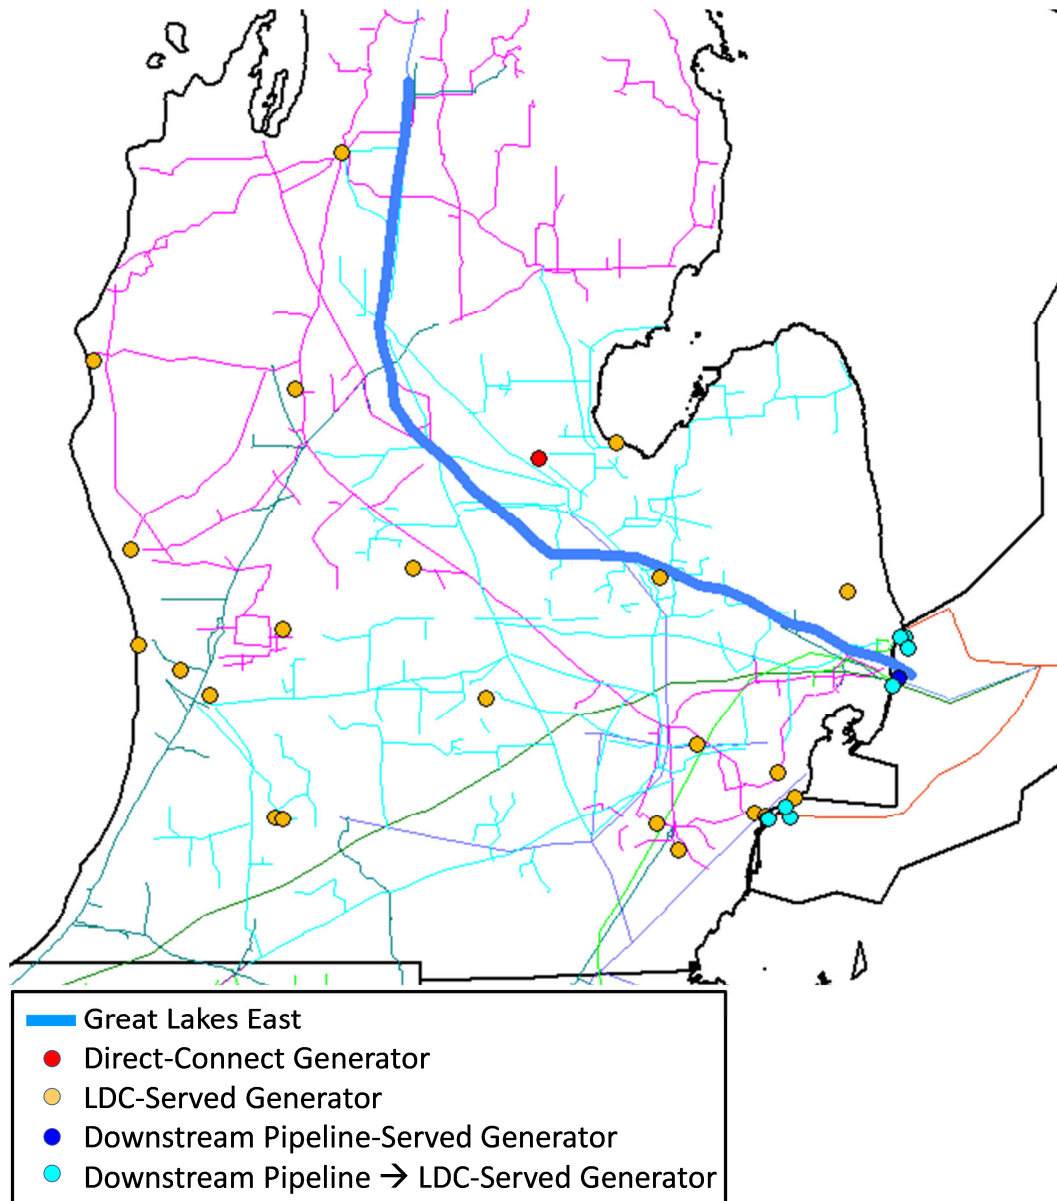 Great Lakes East
Direct-Connect Generator
LDC-Served Generator
Downstream Pipeline-Served Generator
Downstream Pipeline → LDC-Served Generator